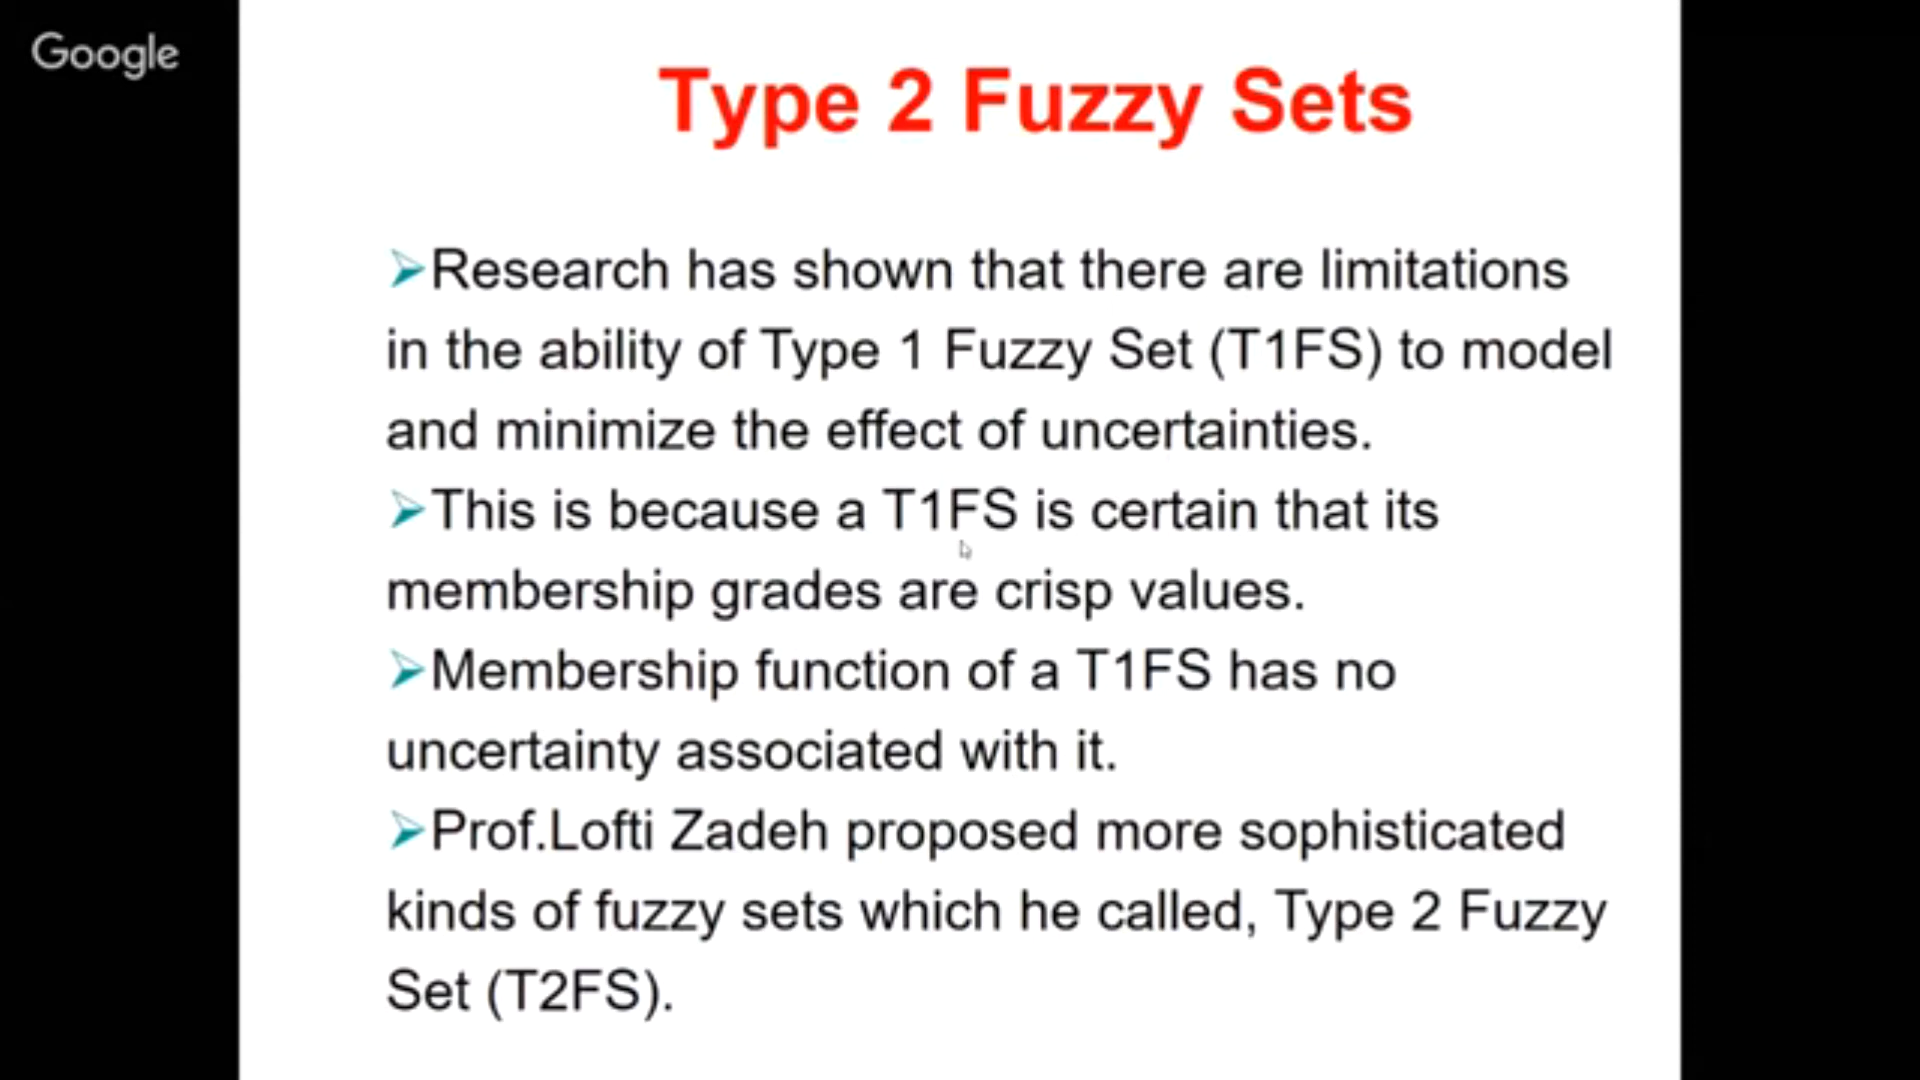 Google
Type 2 Fuzzy Sets
➢Research has shown that there are limitations
in the ability of Type 1 Fuzzy Set (T1FS) to model
and minimize the effect of uncertainties.
➢This is because a T1FS is certain that its
membership grades are crisp values.
➢Membership function of a T1FS has no
uncertainty associated with it.
➢Prof.Lofti Zadeh proposed more sophisticated
kinds of fuzzy sets which he called, Type 2 Fuzzy
Set (T2FS).